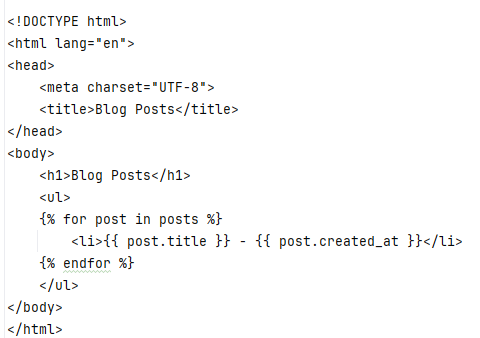 <!DOCTYPE html>
<html lang="en">
<head>
    <meta charset="UTF-8">
    <title>Blog Posts</title>
</head>
<body>
    <h1>Blog Posts</h1>
    <ul>
    {% for post in posts %}
        <li>{{ post.title }} - {{ post.created_at }}</li>
    {% endfor %}
    </ul>
</body>
</html>